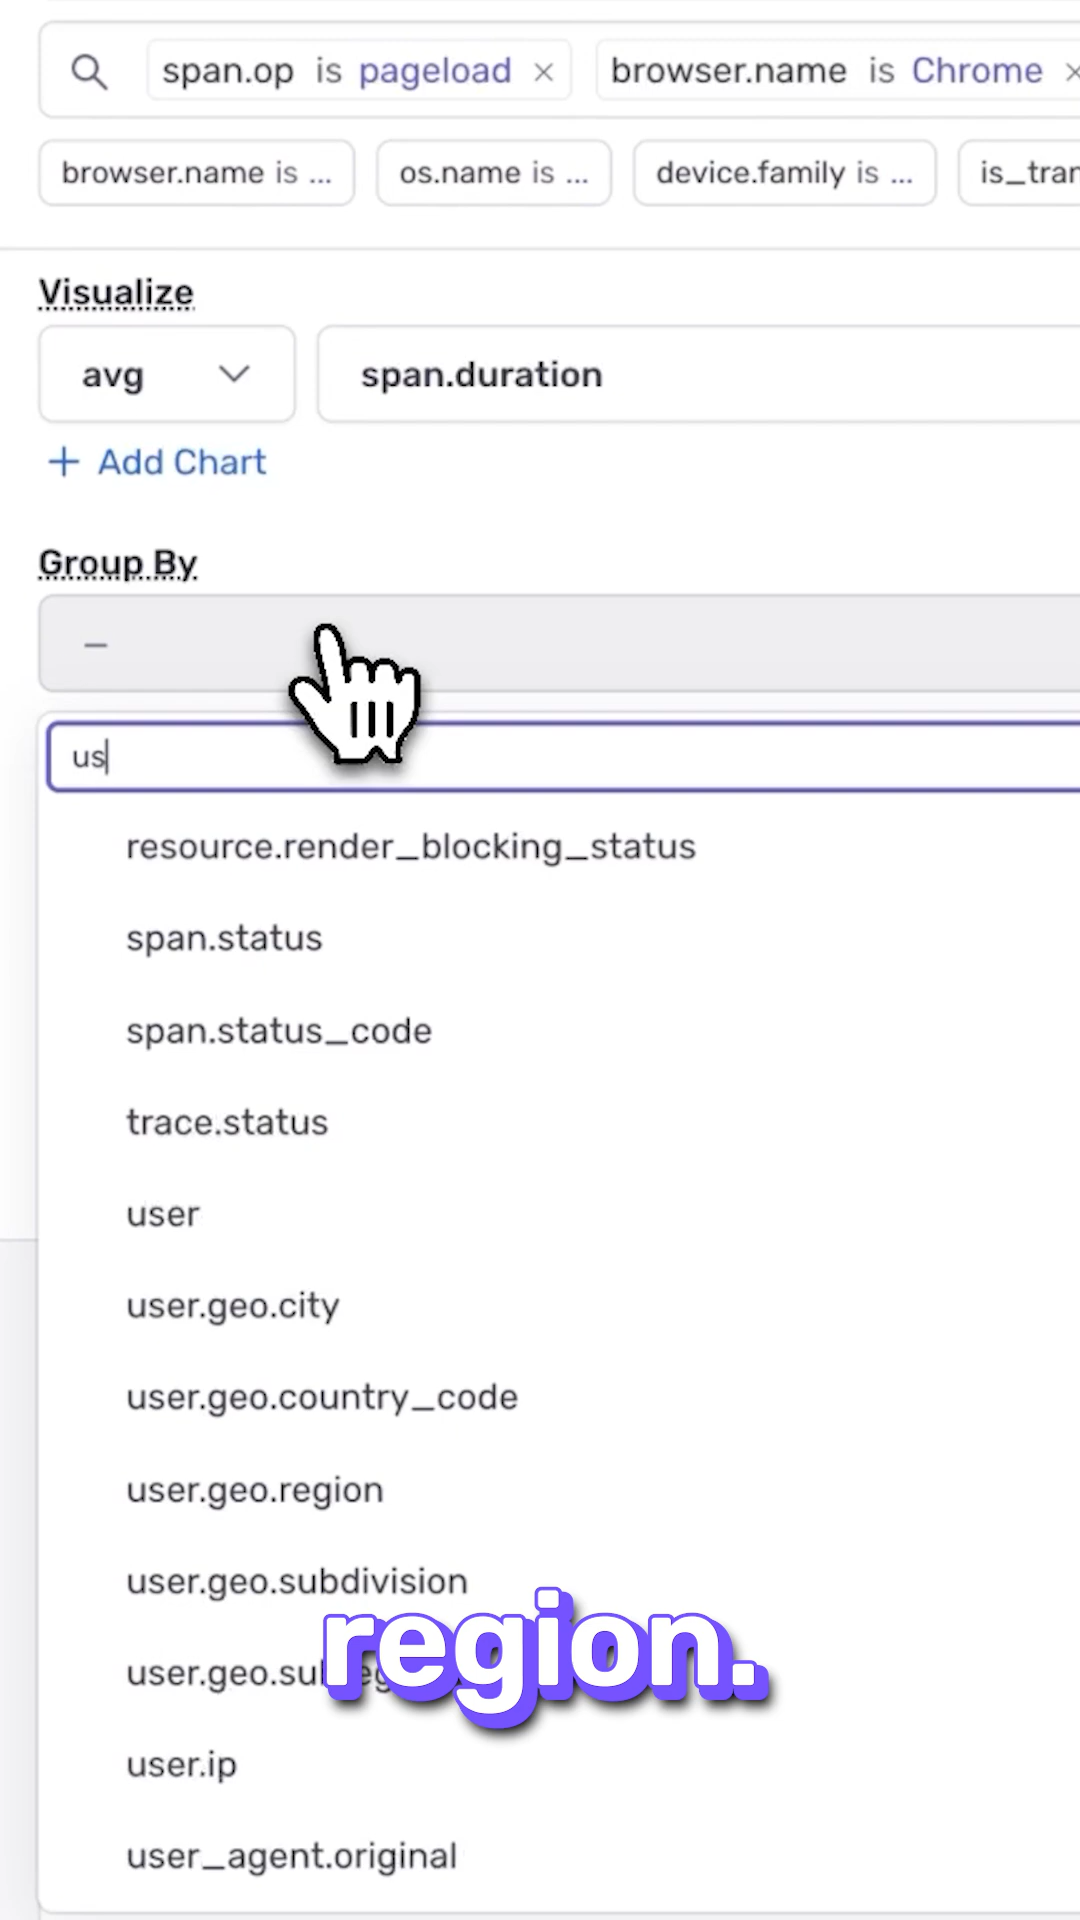 span.op is pageload × browser.name is Chrome ×
browser.name is ... os.name is ... device.family is ... is_tran
Visualize
avg span.duration
+ Add Chart
Group By
–
us
resource.render_blocking_status
span.status
span.status_code
trace.status
user
user.geo.city
user.geo.country_code
user.geo.region
user.geo.subdivision
region.
user.ip
user_agent.original